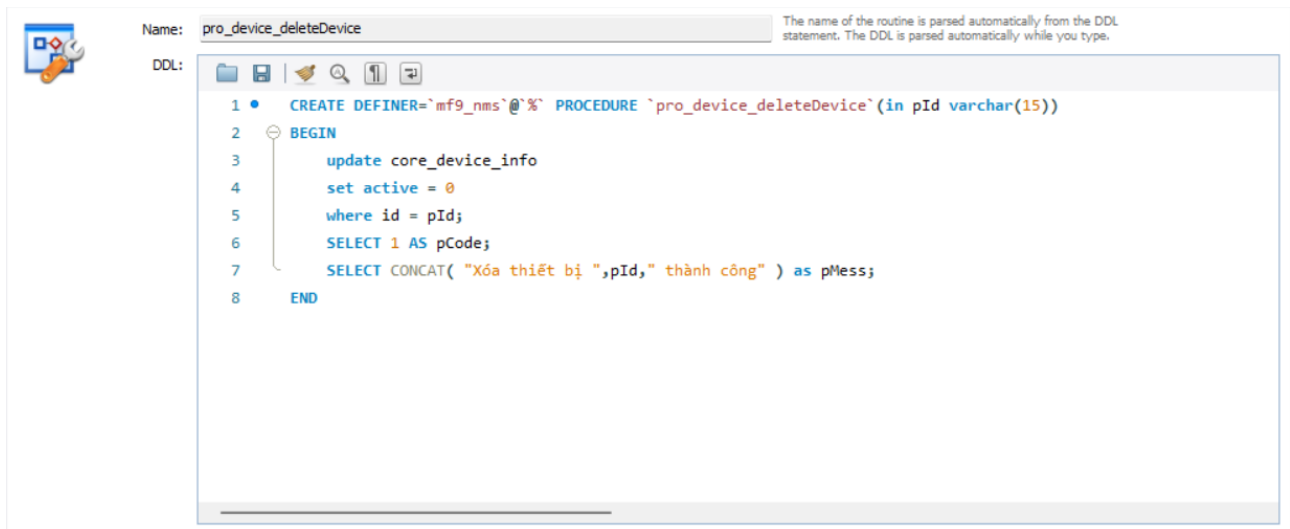 Name: pro_device_deleteDevice
The name of the routine is parsed automatically from the DDL
statement. The DDL is parsed automatically while you type.
DDL:
1 CREATE DEFINER=`mf9_nms`@`%` PROCEDURE `pro_device_deleteDevice`(in pId varchar(15))
2 BEGIN
3 update core_device_info
4 set active = 0
5 where id = pId;
6 SELECT 1 AS pCode;
7 SELECT CONCAT( "Xóa thiết bị ",pId," thành công" ) as pMess;
8 END